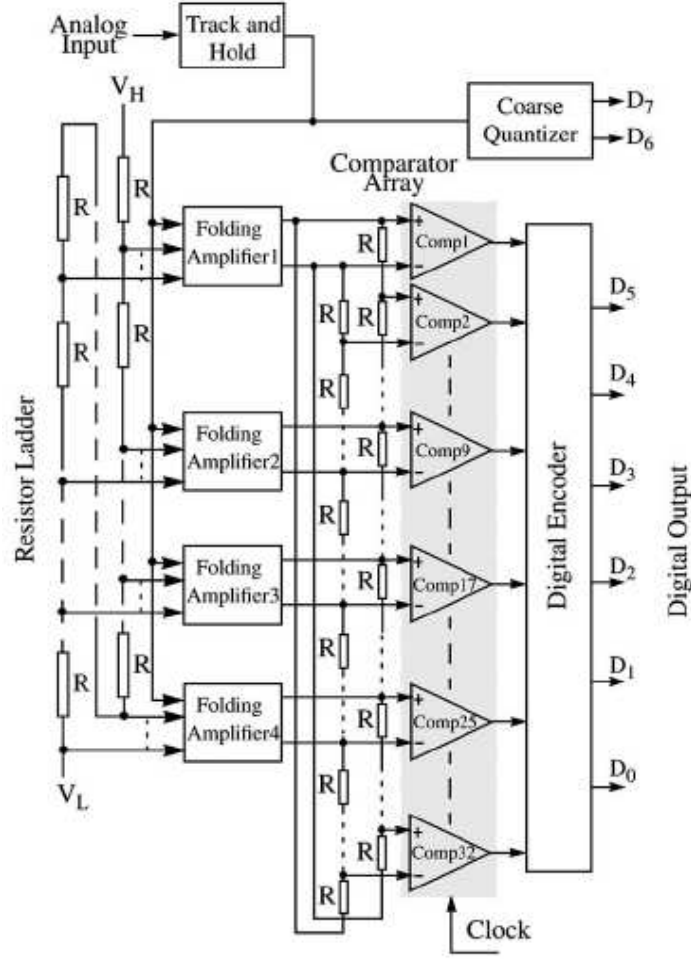 Analog
Input
Track and
Hold
V_H
Coarse
Quantizer
D_7
D_6
Comparator
Array
R
R
Folding
Amplifier1
R
Comp1
R
R
R
R
Comp2
D_5
D_4
Folding
Amplifier2
Comp9
D_3
Resistor Ladder
Digital Encoder
Digital Output
Folding
Amplifier3
R
Comp17
D_2
R
R
D_1
Folding
Amplifier4
R
Comp25
D_0
V_L
R
Comp32
R
Clock